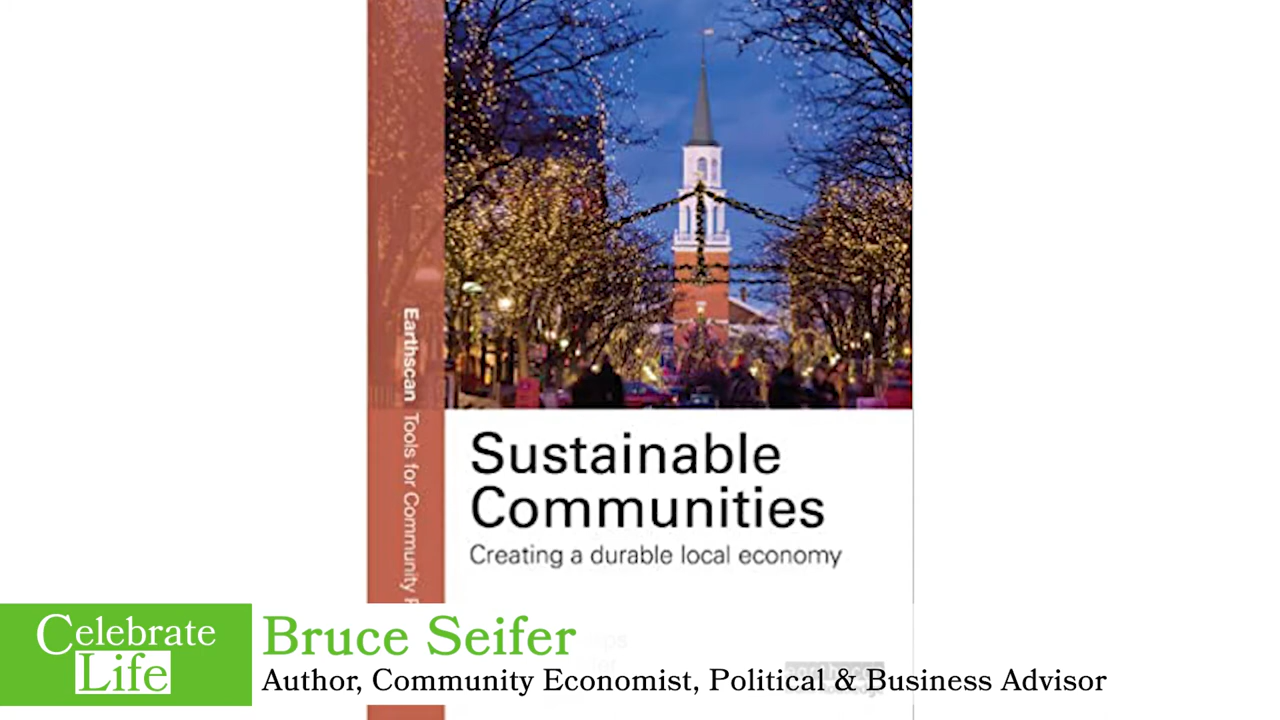 Earthscan Tools for Community
Sustainable
Communities
Creating a durable local economy
Celebrate
Life
Bruce Seifer
Author, Community Economist, Political & Business Advisor